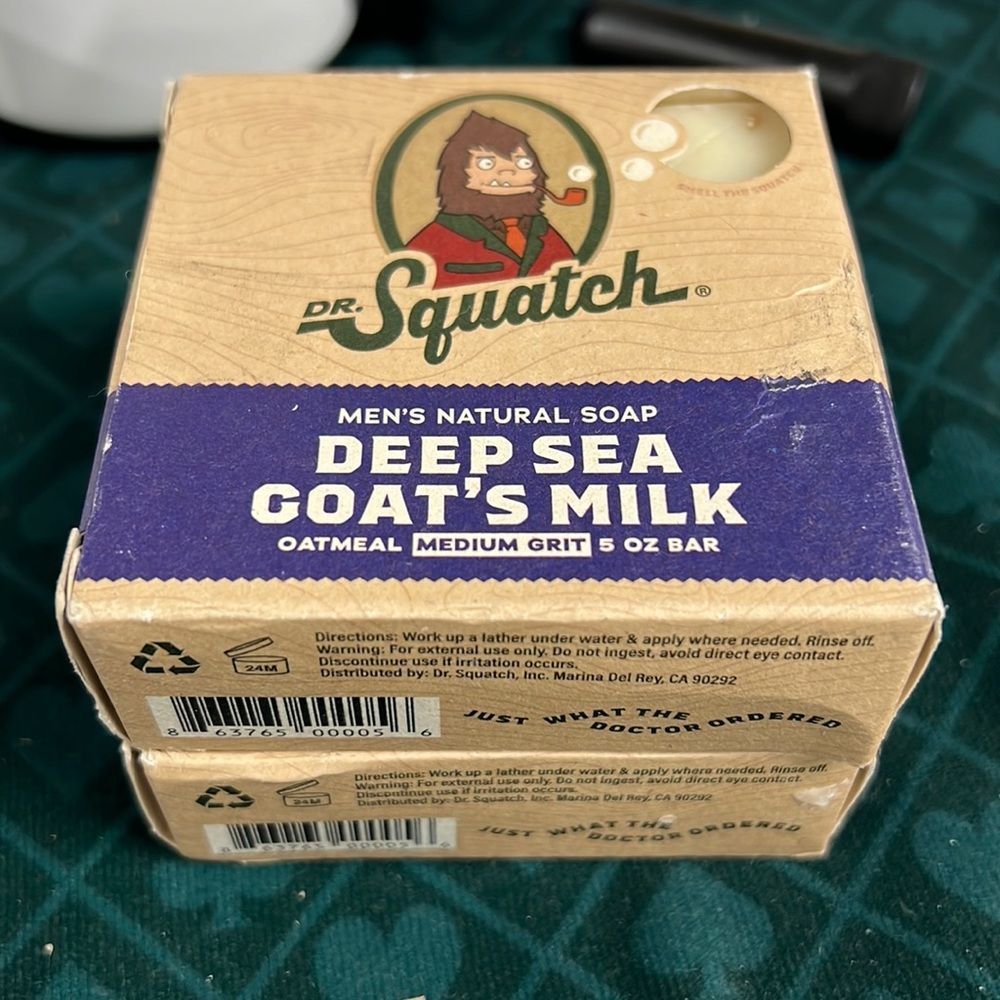 SMELL THE SQUATCH
DR. Squatch ®
MEN'S NATURAL SOAP
DEEP SEA
GOAT'S MILK
OATMEAL MEDIUM GRIT 5 OZ BAR
24M
Directions: Work up a lather under water & apply where needed. Rinse off.
Warning: For external use only. Do not ingest, avoid direct eye contact.
Discontinue use if irritation occurs.
Distributed by: Dr. Squatch, Inc. Marina Del Rey, CA 90292
8 63765 00005 6
JUST WHAT THE
DOCTOR ORDERED
24M
Directions: Work up a lather under water & apply where needed. Rinse off.
Warning: For external use only. Do not ingest, avoid direct eye contact.
Discontinue use if irritation occurs.
Distributed by: Dr. Squatch, Inc. Marina Del Rey, CA 90292
8 63765 00005 6
JUST WHAT THE
DOCTOR ORDERED